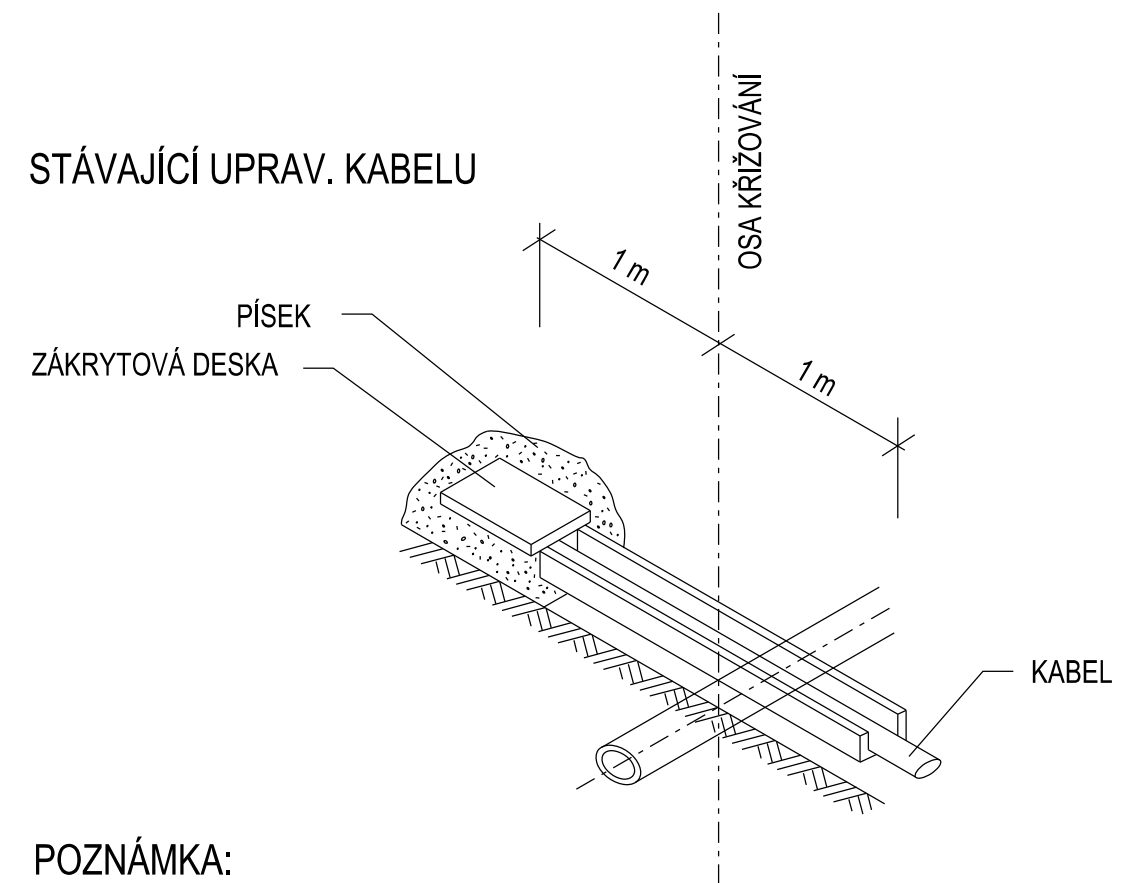 STÁVAJÍCÍ UPRAV. KABELU
OSA KŘIŽOVÁNÍ
1 m
1 m
PÍSEK
ZÁKRYTOVÁ DESKA
KABEL
POZNÁMKA: